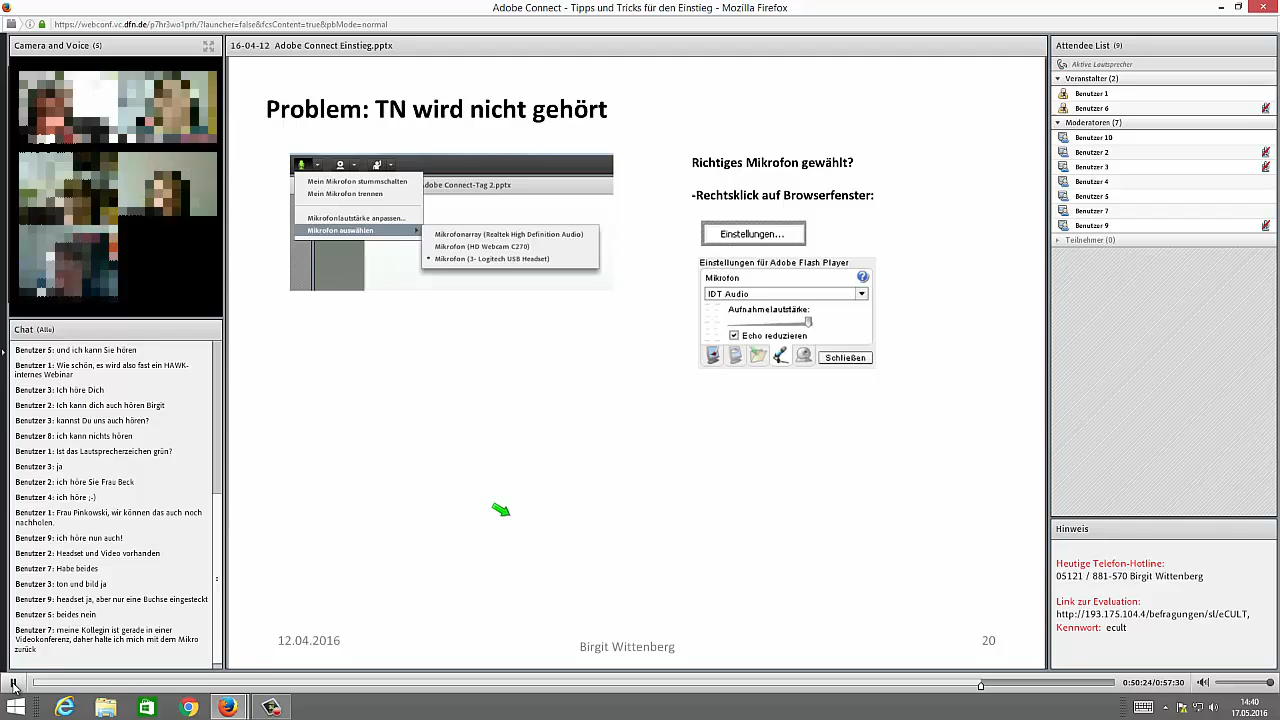 Adobe Connect - Tipps und Tricks für den Einstieg - Mozilla Firefox
https://webconf.vc.dfn.de/p7hr3wo1prh/?launcher=false&fcsContent=true&pbMode=normal
Camera and Voice (5)
Chat (Alle)
Benutzer 5: und ich kann Sie hören
Benutzer 1: Wie schön, es wird also fast ein HAWK-
internes Webinar
Benutzer 3: Ich höre Dich
Benutzer 2: Ich kann dich auch hören Birgit
Benutzer 3: kannst Du uns auch hören?
Benutzer 8: ich kann nichts hören
Benutzer 1: Ist das Lautsprecherzeichen grün?
Benutzer 3: ja
Benutzer 2: ich höre Sie Frau Beck
Benutzer 4: ich höre ;-)
Benutzer 1: Frau Pinkowski, wir können das auch noch
nachholen.
Benutzer 9: ich höre nun auch!
Benutzer 2: Headset und Video vorhanden
Benutzer 7: Habe beides
Benutzer 3: ton und bild ja
Benutzer 9: headset ja, aber nur eine Buchse eingesteckt
Benutzer 5: beides nein
Benutzer 7: meine Kollegin ist gerade in einer
Videokonferenz, daher halte ich mich mit dem Mikro
zurück
16-04-12 Adobe Connect Einstieg.pptx
Problem: TN wird nicht gehört
Mein Mikrofon stummschalten
Mein Mikrofon trennen
Mikrofonlautstärke anpassen...
Mikrofon auswählen
dobe Connect-Tag 2.pptx
Mikrofonarray (Realtek High Definition Audio)
Mikrofon (HD Webcam C270)
Mikrofon (3- Logitech USB Headset)
Richtiges Mikrofon gewählt?
-Rechtsklick auf Browserfenster:
Einstellungen...
Einstellungen für Adobe Flash Player
Mikrofon
IDT Audio
Aufnahmelautstärke:
Echo reduzieren
Schließen
12.04.2016
Birgit Wittenberg
20
Attendee List (9)
Aktive Lautsprecher
Veranstalter (2)
Benutzer 1
Benutzer 6
Moderatoren (7)
Benutzer 10
Benutzer 2
Benutzer 3
Benutzer 4
Benutzer 5
Benutzer 7
Benutzer 9
Teilnehmer (0)
Hinweis
Heutige Telefon-Hotline:
05121 / 881-570 Birgit Wittenberg
Link zur Evaluation:
http://193.175.104.4/befragungen/sl/eCULT,
Kennwort: ecult
0:50:24/0:57:30
14:40
17.05.2016